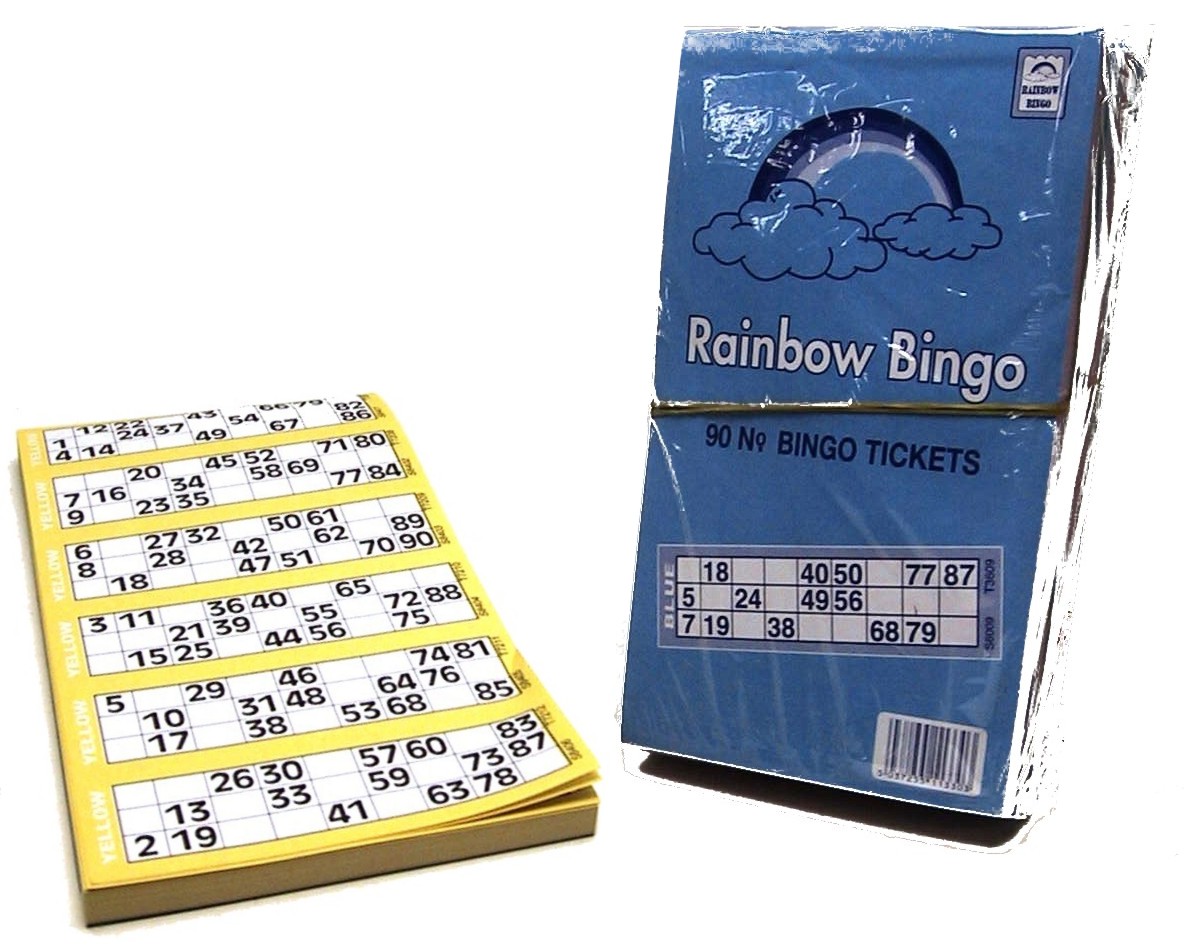 YELLOW
12 22 43 66 79
1 24 37 54 82
4 14 49 67 86
YELLOW
20 45 52 71 80
7 16 34 58 69
9 23 35 77 84
YELLOW
6 27 32 50 61
8 28 42 62 89
18 47 51 70 90
YELLOW
3 11 36 40 65
21 39 55 72 88
15 25 44 56 75
YELLOW
5 29 46 74 81
10 31 48 64 76
17 38 53 68 85
YELLOW
26 30 57 60 83
13 33 59 73 87
2 19 41 63 78
RAINBOW
BINGO
Rainbow Bingo
90 Nọ BINGO TICKETS
BLUE
18 40 50 77 87
5 24 49 56
7 19 38 68 79
T3609
S6009